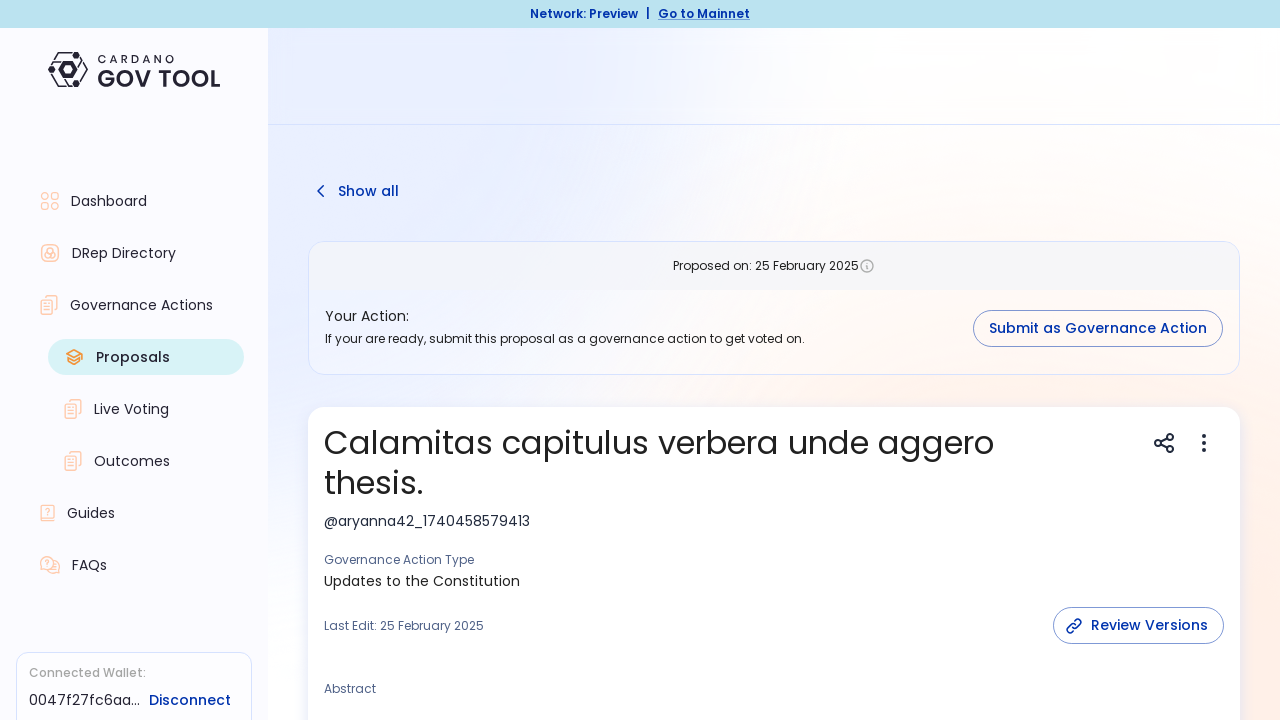 Network: Preview | Go to Mainnet
CARDANO
GOV TOOL
Dashboard
DRep Directory
Governance Actions
Proposals
Live Voting
Outcomes
Guides
FAQs
Connected Wallet:
0047f27fc6aa... Disconnect
Show all
Proposed on: 25 February 2025
Your Action:
If your are ready, submit this proposal as a governance action to get voted on.
Submit as Governance Action
Calamitas capitulus verbera unde aggero
thesis.
@aryanna42_1740458579413
Governance Action Type
Updates to the Constitution
Last Edit: 25 February 2025
Review Versions
Abstract